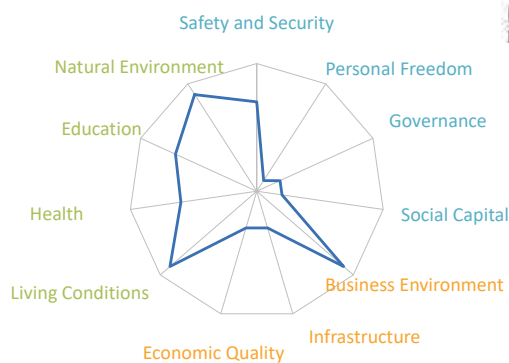 Safety and Security
Natural Environment
Personal Freedom
Education
Governance
Health
Social Capital
Living Conditions
Business Environment
Economic Quality
Infrastructure